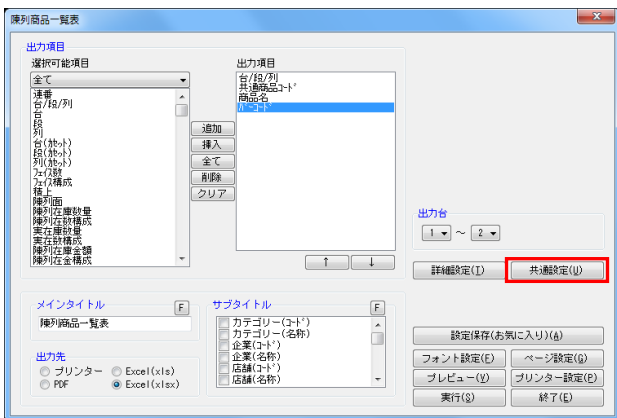 陳列商品一覧表
出力項目
選択可能項目
全て
連番
台/段/列
台
段
列
台(ｶｾｯﾄ)
段(ｶｾｯﾄ)
列(ｶｾｯﾄ)
ﾌｪｲｽ数
ﾌｪｲｽ構成
積上
陳列面
陳列在庫数量
陳列在数構成
実在庫数量
実在数構成
陳列在庫金額
陳列在金構成
追加
挿入
全て
削除
クリア
出力項目
台/段/列
共通商品ｺｰﾄﾞ
商品名
ﾊﾞｰｺｰﾄﾞ
↑
↓
出力台
1 ～ 2
詳細設定(I)
共通設定(U)
メインタイトル
F
陳列商品一覧表
出力先
プリンター
Excel(xls)
PDF
Excel(xlsx)
サブタイトル
F
カテゴリー(ｺｰﾄﾞ)
カテゴリー(名称)
企業(ｺｰﾄﾞ)
企業(名称)
店舗(ｺｰﾄﾞ)
店舗(名称)
設定保存(お気に入り)(A)
フォント設定(F)
ページ設定(G)
プレビュー(V)
プリンター設定(P)
実行(S)
終了(E)